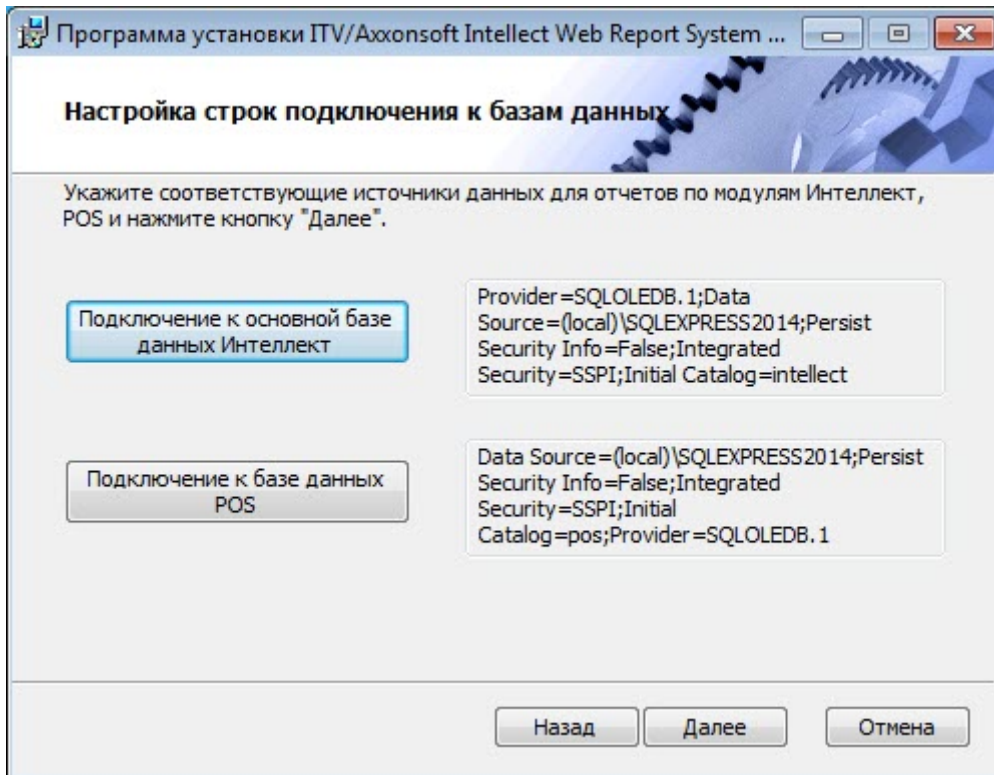 Программа установки ITV/Axxonsoft Intellect Web Report System ...
Настройка строк подключения к базам данных
Укажите соответствующие источники данных для отчетов по модулям Интеллект,
POS и нажмите кнопку "Далее".
Подключение к основной базе
данных Интеллект
Provider=SQLOLEDB.1;Data
Source=(local)\SQLEXPRESS2014;Persist
Security Info=False;Integrated
Security=SSPI;Initial Catalog=intellect
Подключение к базе данных
POS
Data Source=(local)\SQLEXPRESS2014;Persist
Security Info=False;Integrated
Security=SSPI;Initial
Catalog=pos;Provider=SQLOLEDB.1
Назад
Далее
Отмена